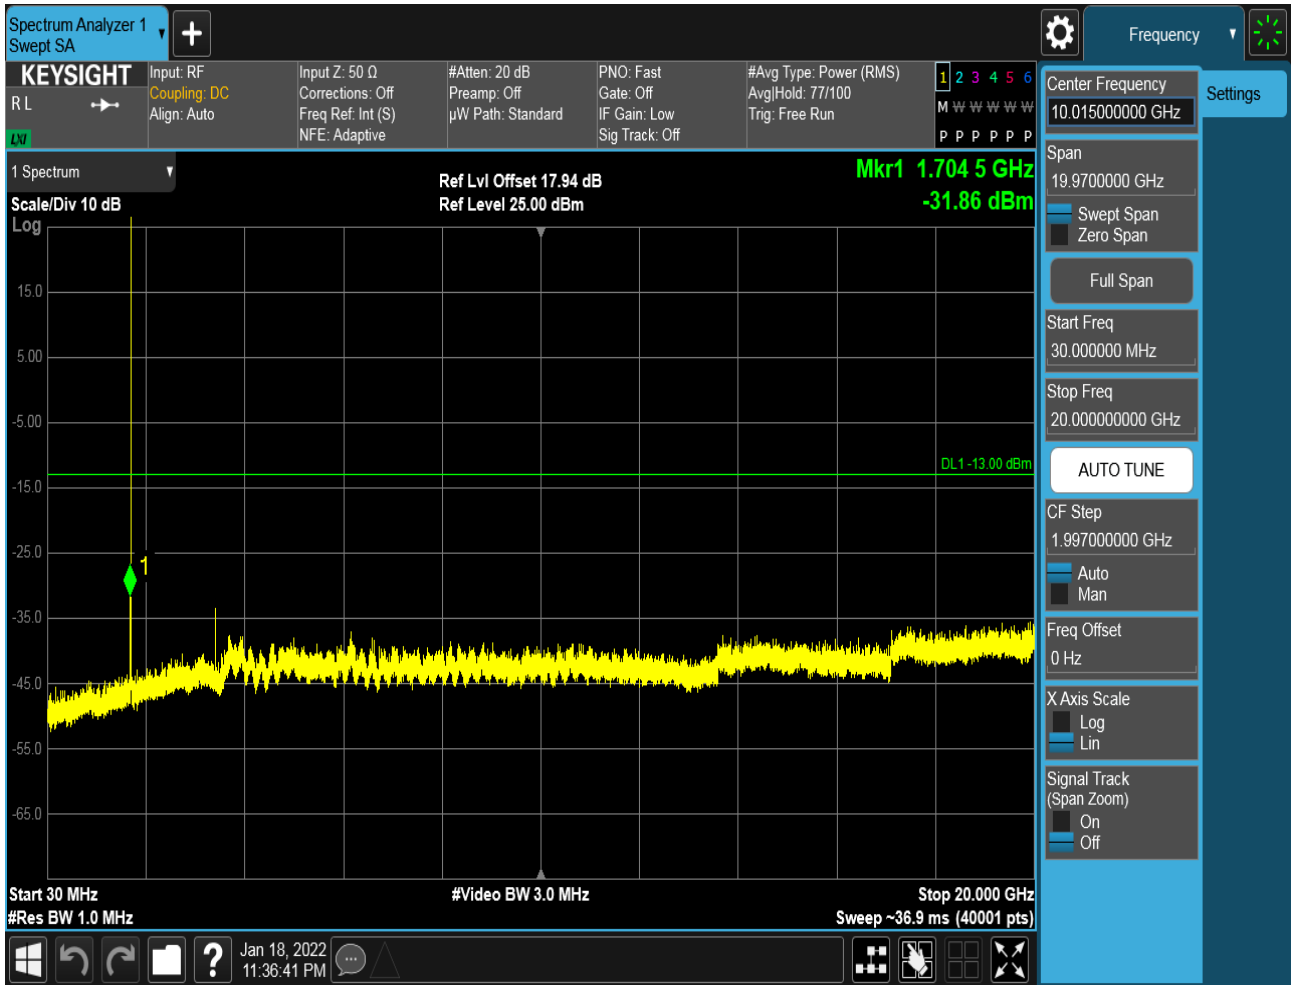 Spectrum Analyzer 1
Swept SA
Frequency
KEYSIGHT
R L
LXI
Input: RF
Coupling: DC
Align: Auto
Input Z: 50 Ω
Corrections: Off
Freq Ref: Int (S)
NFE: Adaptive
#Atten: 20 dB
Preamp: Off
µW Path: Standard
PNO: Fast
Gate: Off
IF Gain: Low
Sig Track: Off
#Avg Type: Power (RMS)
Avg|Hold: 77/100
Trig: Free Run
1 2 3 4 5 6
M W W W W W
P P P P P P
1 Spectrum
Scale/Div 10 dB
Log
Ref Lvl Offset 17.94 dB
Ref Level 25.00 dBm
Mkr1 1.704 5 GHz
-31.86 dBm
15.0
5.00
-5.00
-15.0
-25.0
-35.0
-45.0
-55.0
-65.0
DL1 -13.00 dBm
1
Start 30 MHz
#Res BW 1.0 MHz
#Video BW 3.0 MHz
Stop 20.000 GHz
Sweep ~36.9 ms (40001 pts)
Jan 18, 2022
11:36:41 PM
?
Center Frequency
10.015000000 GHz
Settings
Span
19.9700000 GHz
Swept Span
Zero Span
Full Span
Start Freq
30.000000 MHz
Stop Freq
20.000000000 GHz
AUTO TUNE
CF Step
1.997000000 GHz
Auto
Man
Freq Offset
0 Hz
X Axis Scale
Log
Lin
Signal Track
(Span Zoom)
On
Off